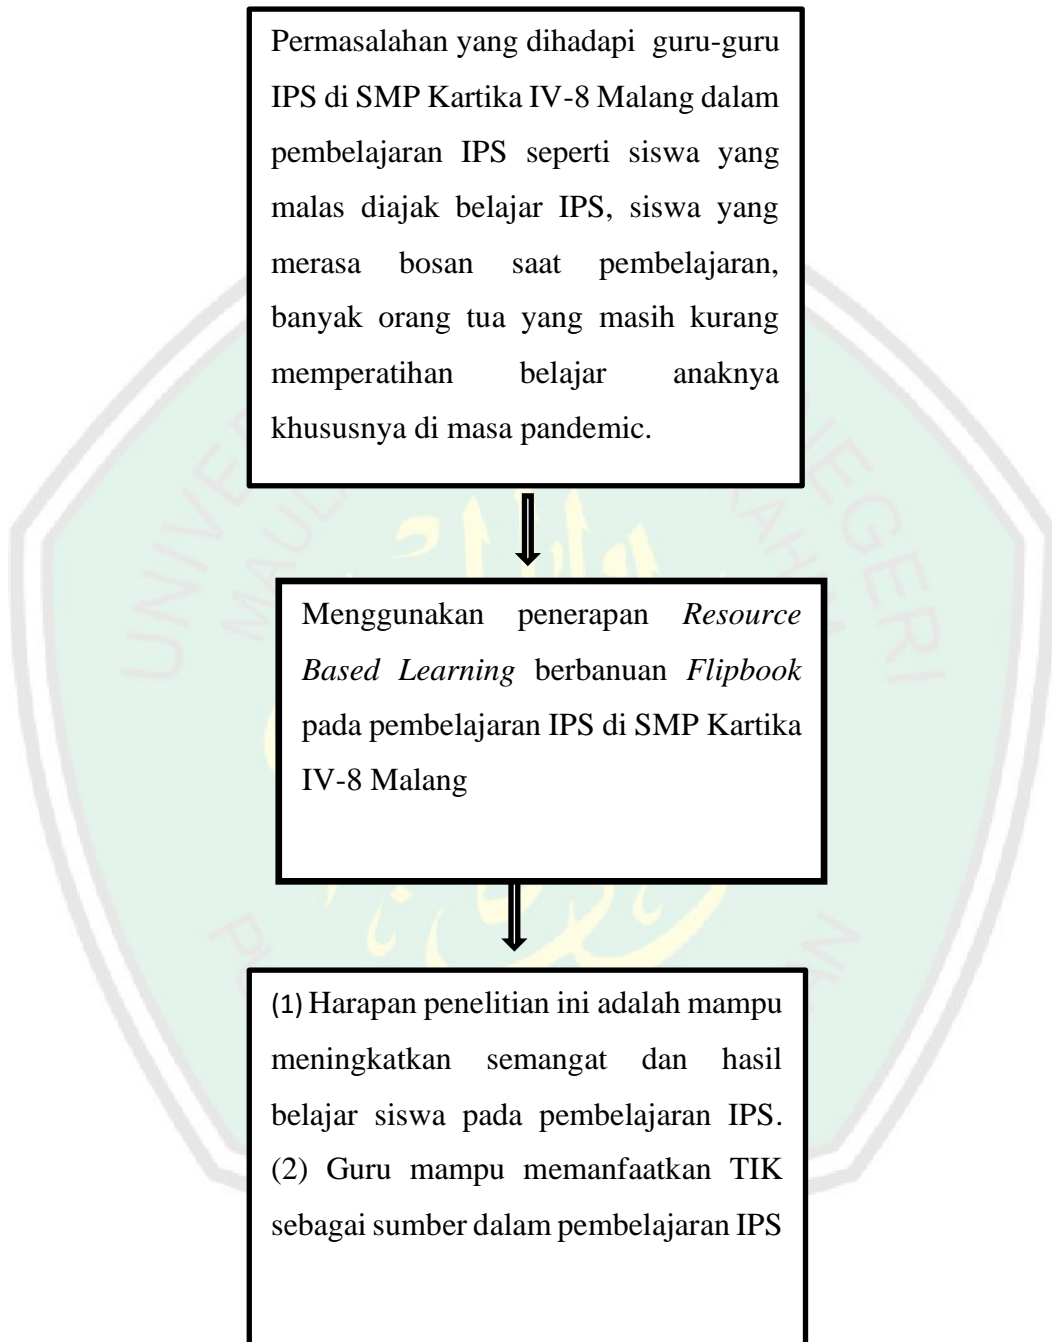 Permasalahan yang dihadapi guru-guru
IPS di SMP Kartika IV-8 Malang dalam
pembelajaran IPS seperti siswa yang
malas diajak belajar IPS, siswa yang
merasa bosan saat pembelajaran,
banyak orang tua yang masih kurang
memperatihan belajar anaknya
khususnya di masa pandemic.
Menggunakan penerapan Resource
Based Learning berbanuan Flipbook
pada pembelajaran IPS di SMP Kartika
IV-8 Malang
(1) Harapan penelitian ini adalah mampu
meningkatkan semangat dan hasil
belajar siswa pada pembelajaran IPS.
(2) Guru mampu memanfaatkan TIK
sebagai sumber dalam pembelajaran IPS